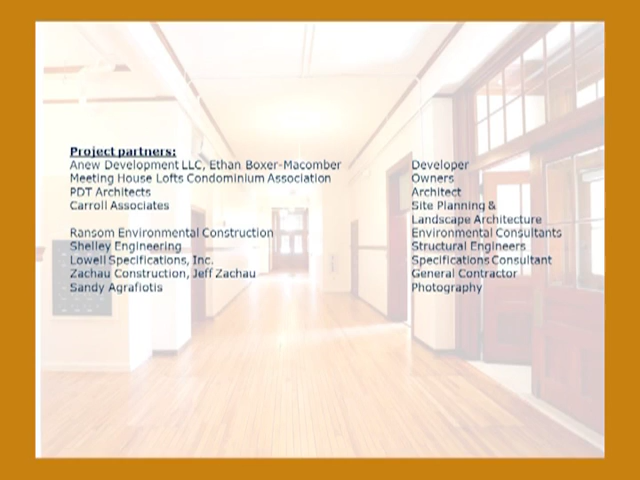 Project partners:
Anew Development LLC, Ethan Boxer-Macomber Developer
Meeting House Lofts Condominium Association Owners
PDT Architects Architect
Carroll Associates Site Planning &
Landscape Architecture
Ransom Environmental Construction Environmental Consultants
Shelley Engineering Structural Engineers
Lowell Specifications, Inc. Specifications Consultant
Zachau Construction, Jeff Zachau General Contractor
Sandy Agrafiotis Photography